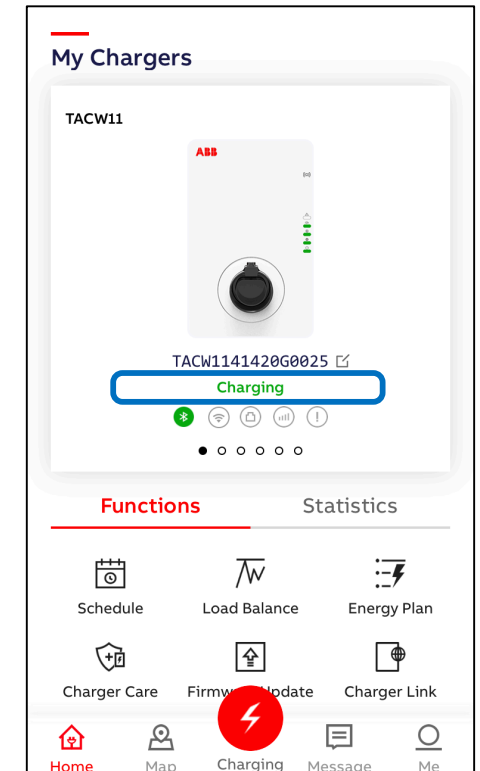 My Chargers
TACW11
ABB
TACW1141420G0025
Charging
Functions Statistics
Schedule Load Balance Energy Plan
Charger Care Firmware Update Charger Link
Home Map Charging Message Me